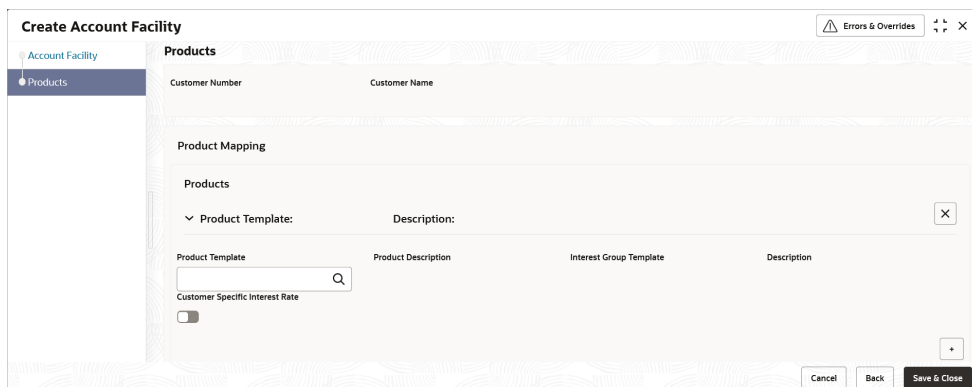 Create Account Facility
Errors & Overrides
Account Facility
Products
Products
Customer Number
Customer Name
Product Mapping
Products
Product Template:
Description:
Product Template
Product Description
Interest Group Template
Description
Customer Specific Interest Rate
+
Cancel
Back
Save & Close